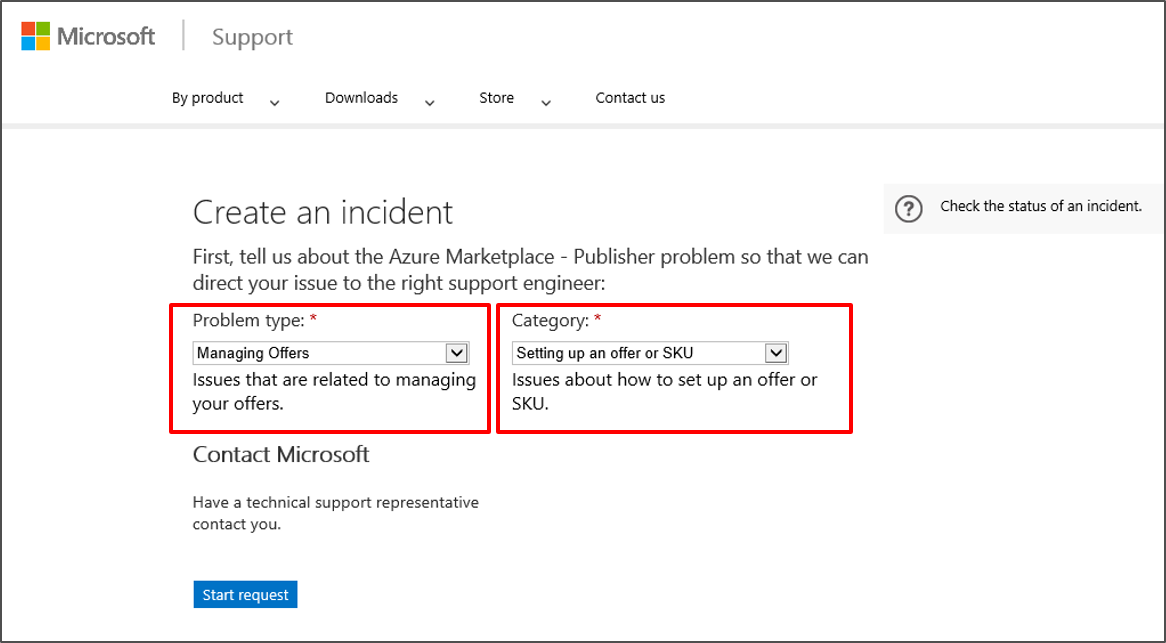 Microsoft | Support
By product Downloads Store Contact us
Create an incident
? Check the status of an incident.
First, tell us about the Azure Marketplace - Publisher problem so that we can
direct your issue to the right support engineer:
Problem type: *
Managing Offers
Issues that are related to managing
your offers.
Category: *
Setting up an offer or SKU
Issues about how to set up an offer or
SKU.
Contact Microsoft
Have a technical support representative
contact you.
Start request